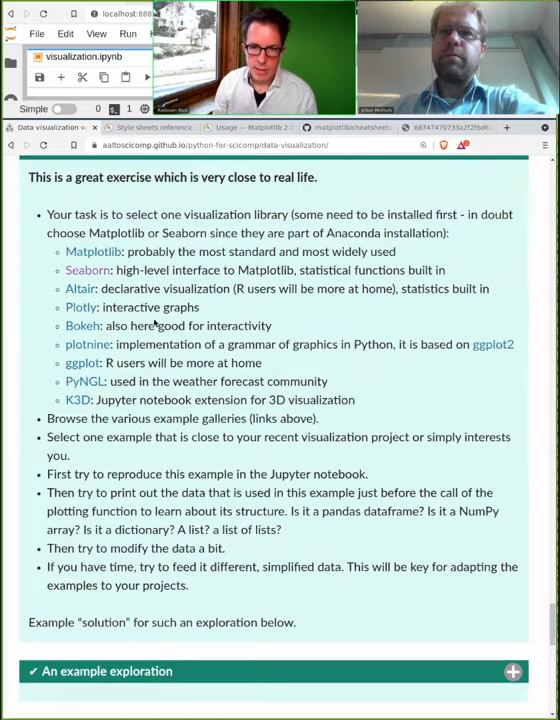 localhost:888
File Edit View
visualization.ipynb
Simple 0 1
Radovan Bast
Johan Hellsvik
Data visualization w
Style sheets reference
Usage — Matplotlib 2.0
matplotlib/cheatsheets
68747470733a2f2f6d6
aaltoscicomp.github.io/python-for-scicomp/data-visualization/
This is a great exercise which is very close to real life.
Your task is to select one visualization library (some need to be installed first - in doubt
choose Matplotlib or Seaborn since they are part of Anaconda installation):
Matplotlib: probably the most standard and most widely used
Seaborn: high-level interface to Matplotlib, statistical functions built in
Altair: declarative visualization (R users will be more at home), statistics built in
Plotly: interactive graphs
Bokeh: also here good for interactivity
plotnine: implementation of a grammar of graphics in Python, it is based on ggplot2
ggplot: R users will be more at home
PyNGL: used in the weather forecast community
K3D: Jupyter notebook extension for 3D visualization
Browse the various example galleries (links above).
Select one example that is close to your recent visualization project or simply interests
you.
First try to reproduce this example in the Jupyter notebook.
Then try to print out the data that is used in this example just before the call of the
plotting function to learn about its structure. Is it a pandas dataframe? Is it a NumPy
array? Is it a dictionary? A list? a list of lists?
Then try to modify the data a bit.
If you have time, try to feed it different, simplified data. This will be key for adapting the
examples to your projects.
Example “solution” for such an exploration below.
✓ An example exploration